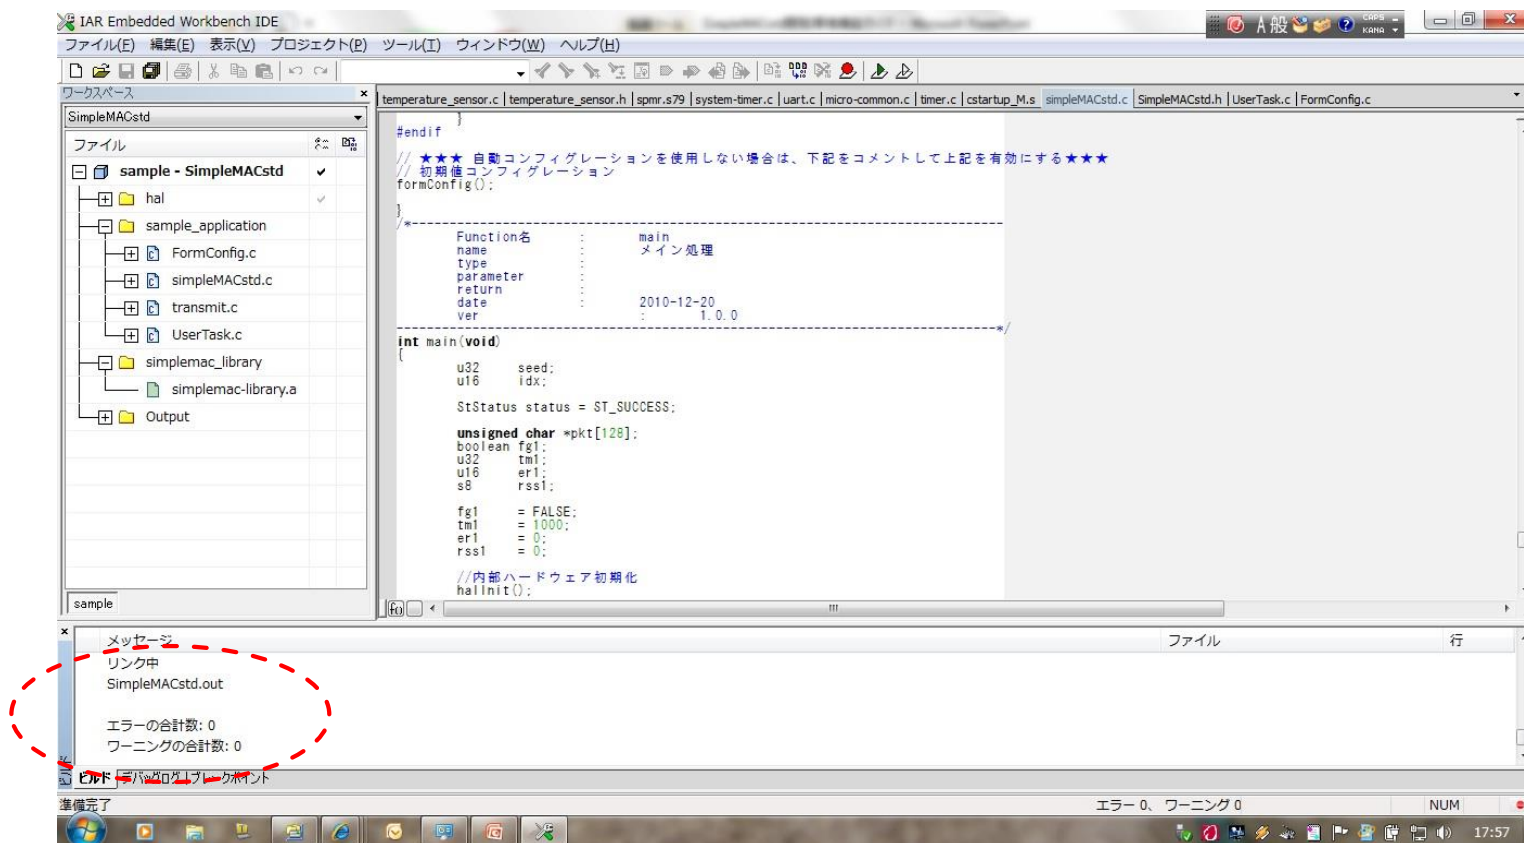 IAR Embedded Workbench IDE
A 般
CAPS
KANA
ファイル(F) 編集(E) 表示(V) プロジェクト(P) ツール(T) ウィンドウ(W) ヘルプ(H)
ワークスペース
temperature_sensor.c | temperature_sensor.h | spmr.s79 | system-timer.c | uart.c | micro-common.c | timer.c | cstartup_M.s simpleMACstd.c SimpleMACstd.h | UserTask.c | FormConfig.c
SimpleMACstd
ファイル
sample - SimpleMACstd
hal
sample_application
FormConfig.c
simpleMACstd.c
transmit.c
UserTask.c
simplemac_library
simplemac-library.a
Output
sample
}
#endif
// ★★★ 自動コンフィグレーションを使用しない場合は、下記をコメントして上記を有効にする★★★
// 初期値コンフィグレーション
formConfig();
}
/*--------------------------------------------------------------------------------
Function名 : main
name : メイン処理
type :
parameter :
return :
date : 2010-12-20
ver : 1.0.0
--------------------------------------------------------------------------------*/
int main(void)
{
u32 seed;
u16 idx;
StStatus status = ST_SUCCESS;
unsigned char *pkt[128];
boolean fg1;
u32 tm1;
u16 er1;
s8 rss1;
fg1 = FALSE;
tm1 = 1000;
er1 = 0;
rss1 = 0;
//内部ハードウェア初期化
halInit();
メッセージ ファイル 行
リンク中
SimpleMACstd.out
エラーの合計数: 0
ワーニングの合計数: 0
ビルド デバッグログ | ブレークポイント
準備完了 エラー 0、 ワーニング 0 NUM
17:57